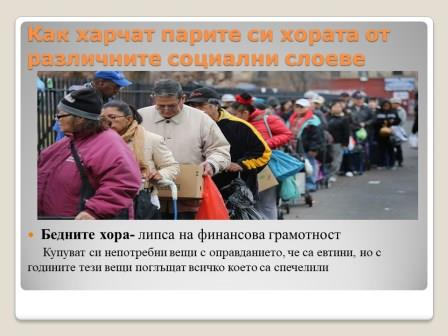 Как харчат парите си хората от
различните социални слоеве
Бедните хора- липса на финансова грамотност
Купуват си непотребни вещи с оправданието, че са евтини, но с
годините тези вещи поглъщат всичко което са спечелили